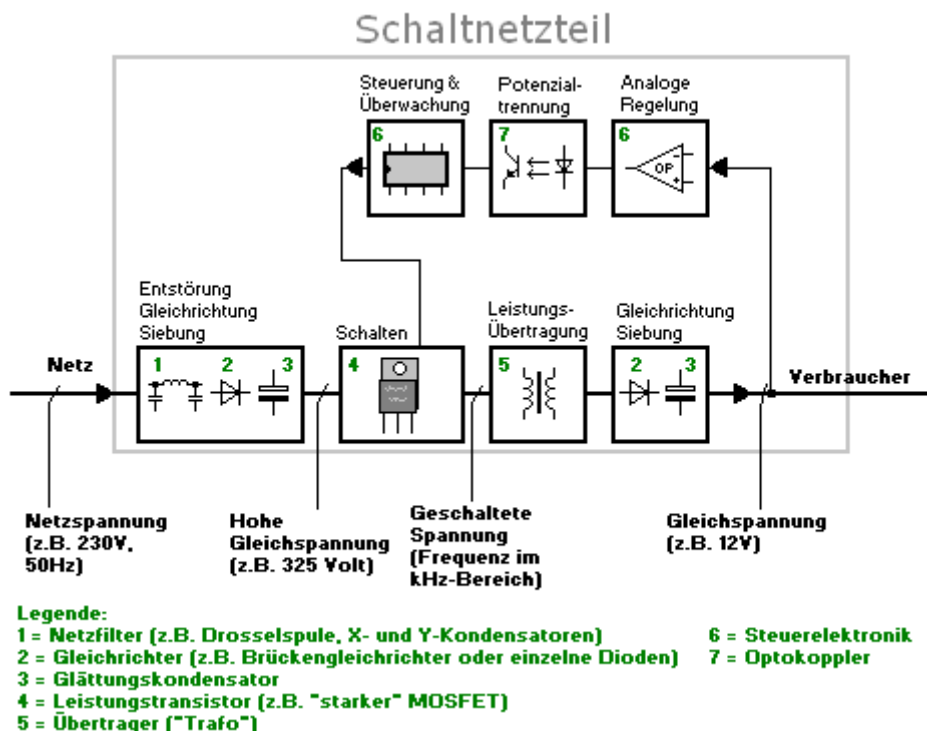 Schaltnetzteil
Steuerung &
Überwachung
Potenzial-
trennung
Analoge
Regelung
6
7
6
OP
Entstörung
Gleichrichtung
Siebung
Schalten
Leistungs-
Übertragung
Gleichrichtung
Siebung
Netz
1 2 3
4
5
2 3
Verbraucher
Netzspannung
(z.B. 230V,
50Hz)
Hohe
Gleichspannung
(z.B. 325 Volt)
Geschaltete
Spannung
(Frequenz im
kHz-Bereich)
Gleichspannung
(z.B. 12V)
Legende:
1 = Netzfilter (z.B. Drosselspule, X- und Y-Kondensatoren)
2 = Gleichrichter (z.B. Brückengleichrichter oder einzelne Dioden)
3 = Glättungskondensator
4 = Leistungstransistor (z.B. "starker" MOSFET)
5 = Übertrager ("Trafo")
6 = Steuerelektronik
7 = Optokoppler